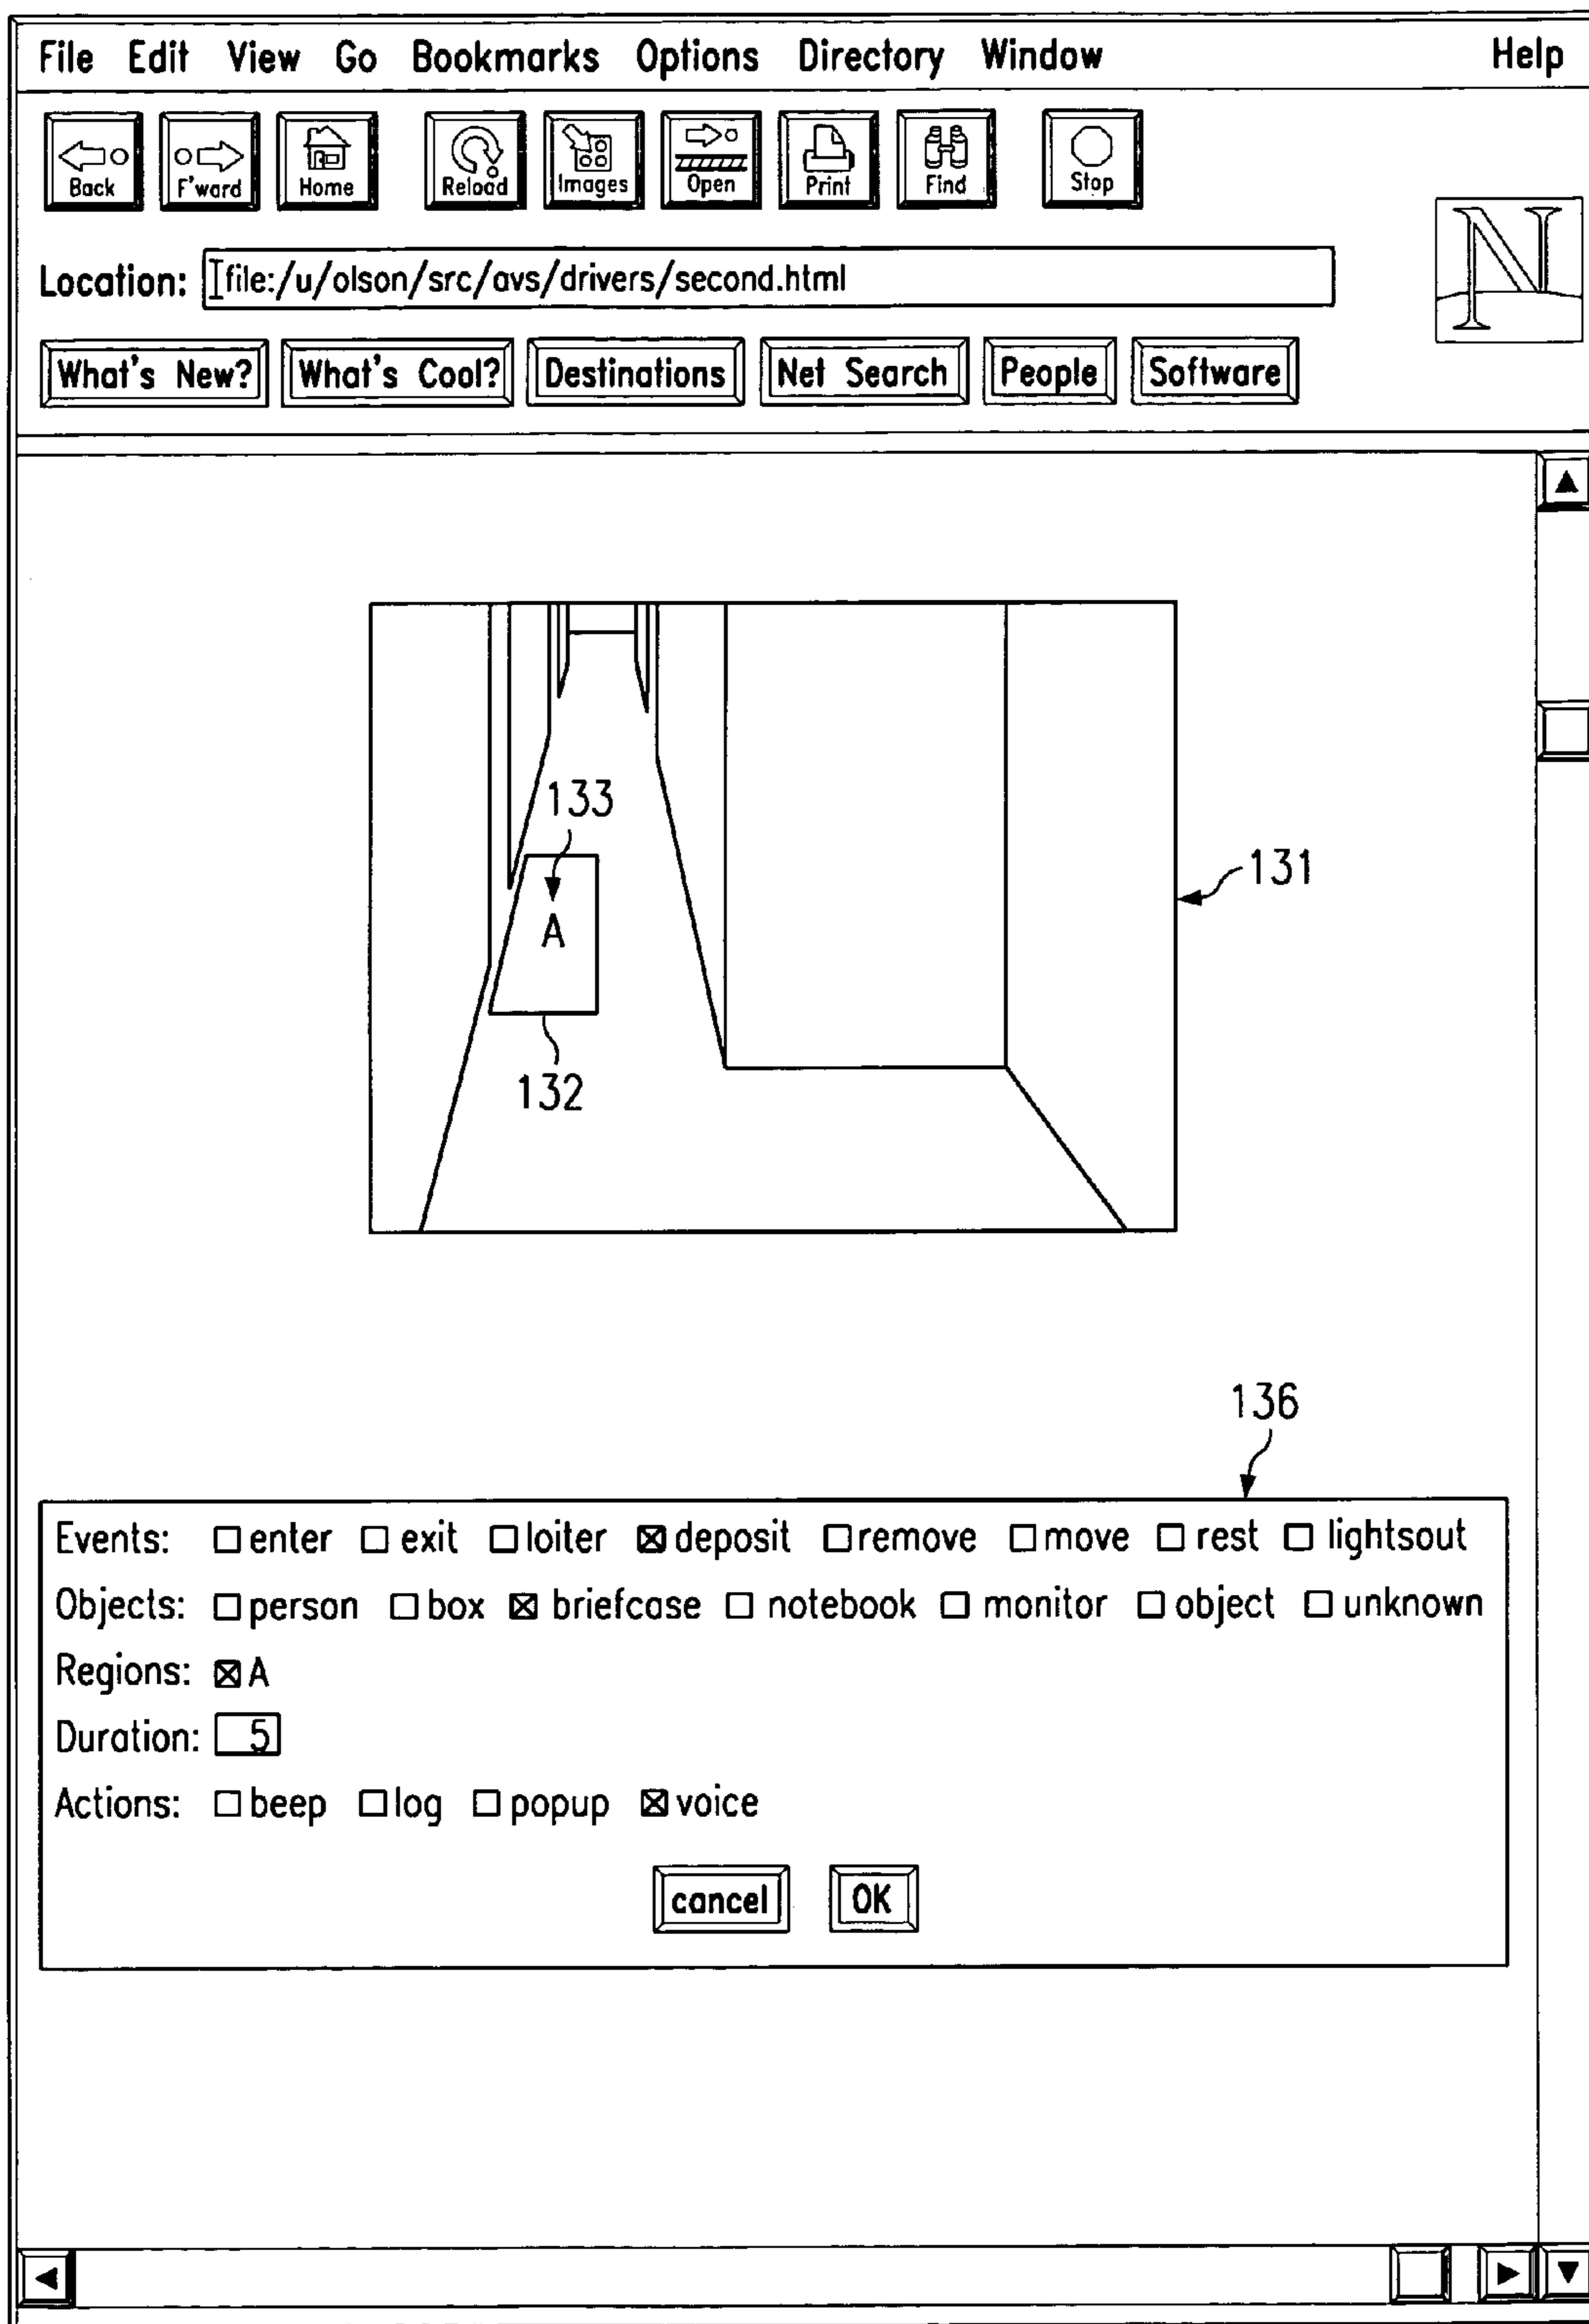 File Edit View Go Bookmarks Options Directory Window Help
Back F'ward Home Reload Images Open Print Find Stop
N
Location: file:/u/olson/src/avs/drivers/second.html
What's New? What's Cool? Destinations Net Search People Software
133
131
A
132
136
Events: enter exit loiter deposit remove move rest lightsout
Objects: person box briefcase notebook monitor object unknown
Regions: A
Duration: 5
Actions: beep log popup voice
cancel OK